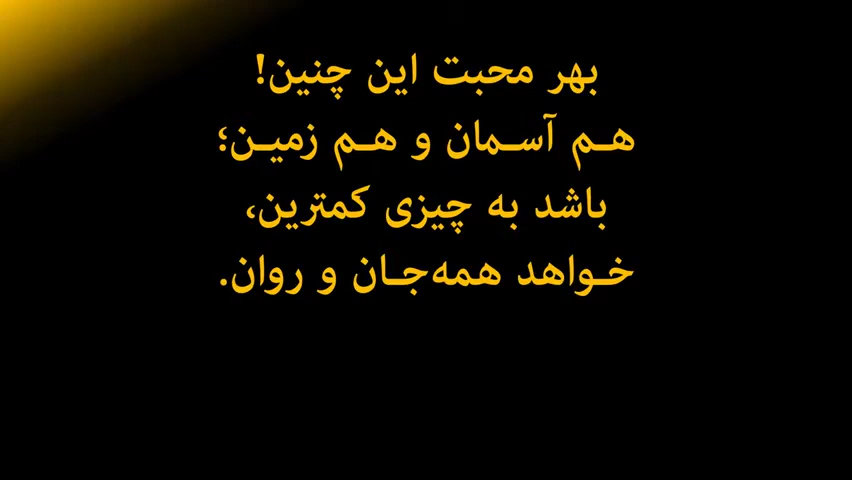 بهر محبت این چنین!
هم آسمان و هم زمین؛
باشد به چیزی کمترین،
خواهد همه‌جان و روان.